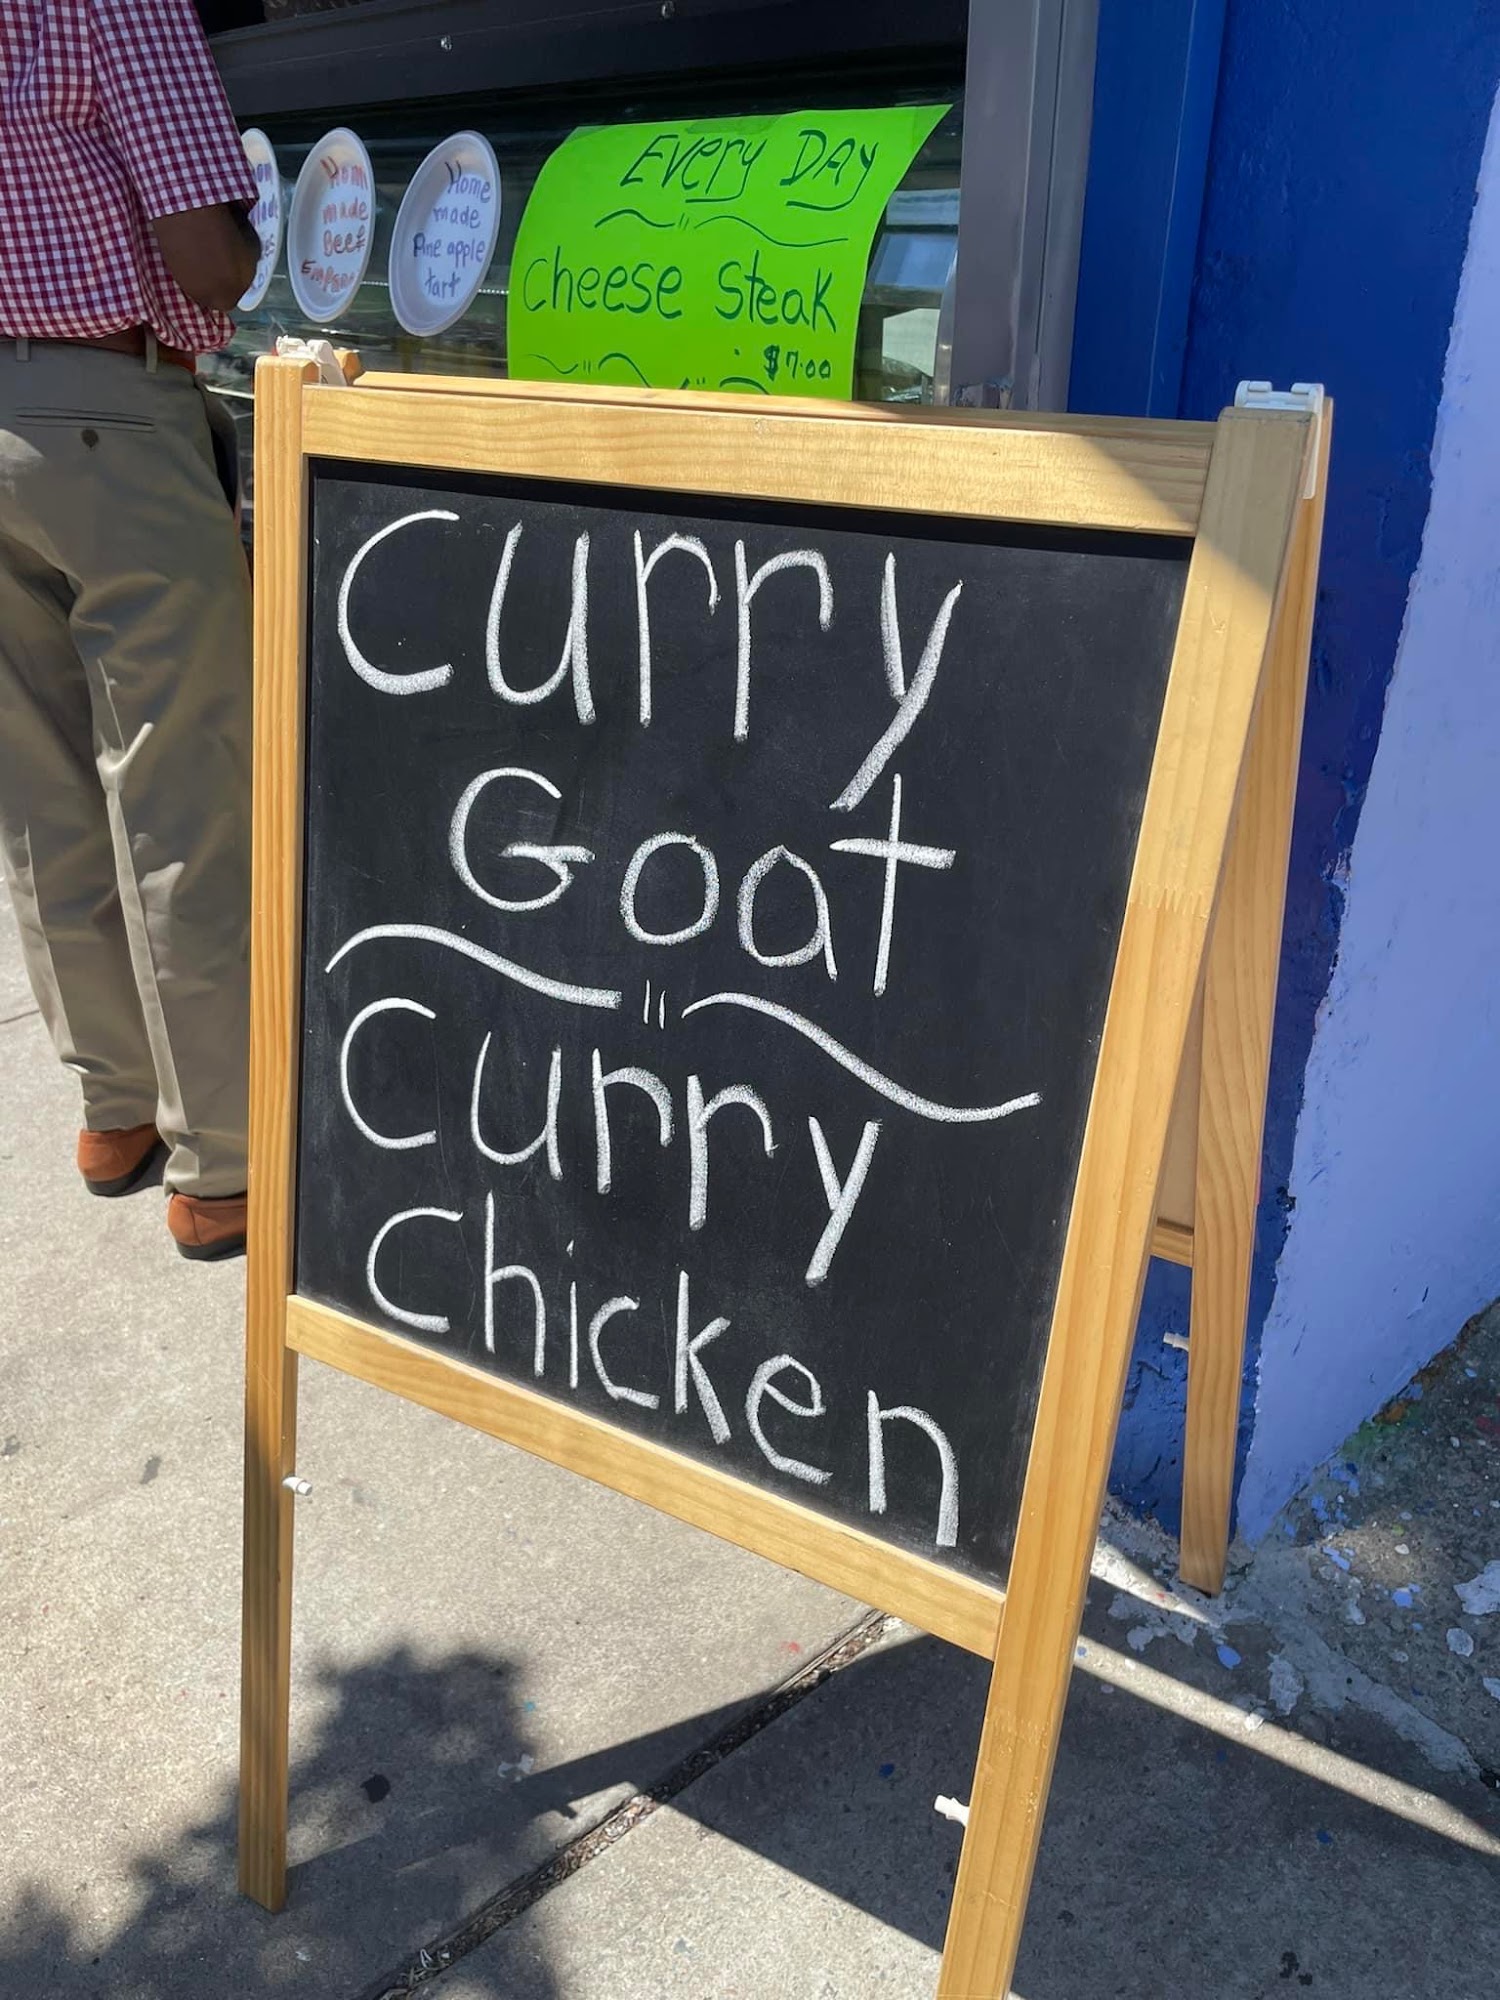 Home
made
Beef
Home
made
Pine apple
tart
Every Day
Cheese Steak
$7.00
Curry
Goat
Curry
Chicken